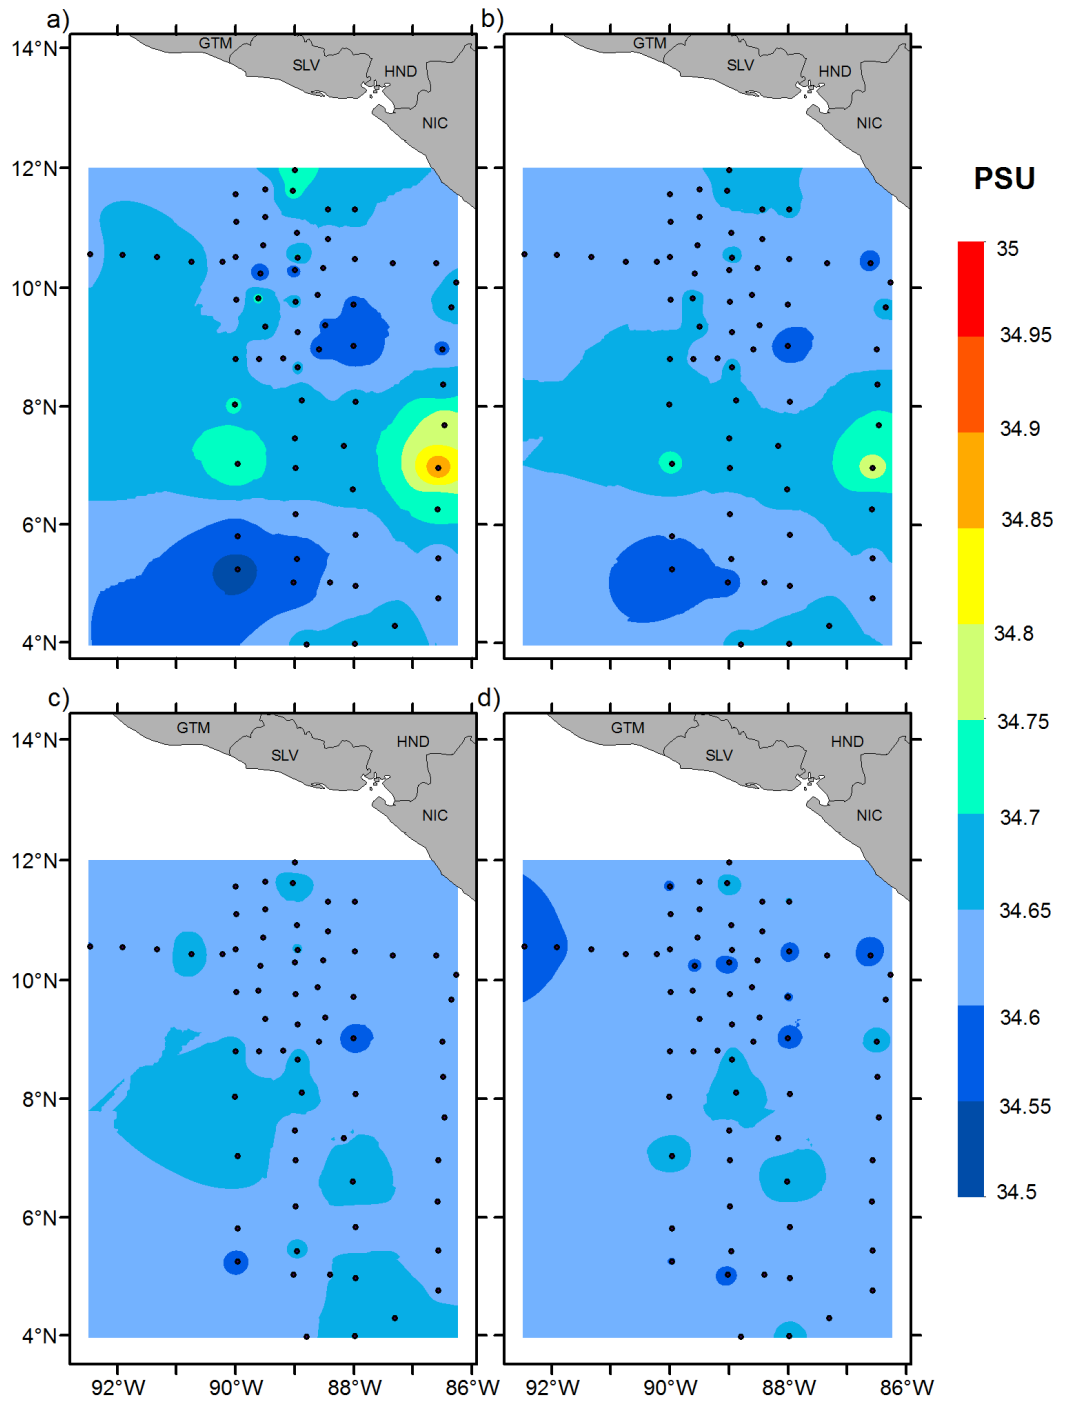 a)
b)
14°N
GTM
SLV
HND
NIC
GTM
SLV
HND
NIC
12°N
10°N
8°N
6°N
4°N
PSU
35
34.95
34.9
34.85
34.8
34.75
34.7
34.65
34.6
34.55
34.5
c)
d)
14°N
GTM
SLV
HND
NIC
GTM
SLV
HND
NIC
12°N
10°N
8°N
6°N
4°N
92°W
90°W
88°W
86°W
92°W
90°W
88°W
86°W